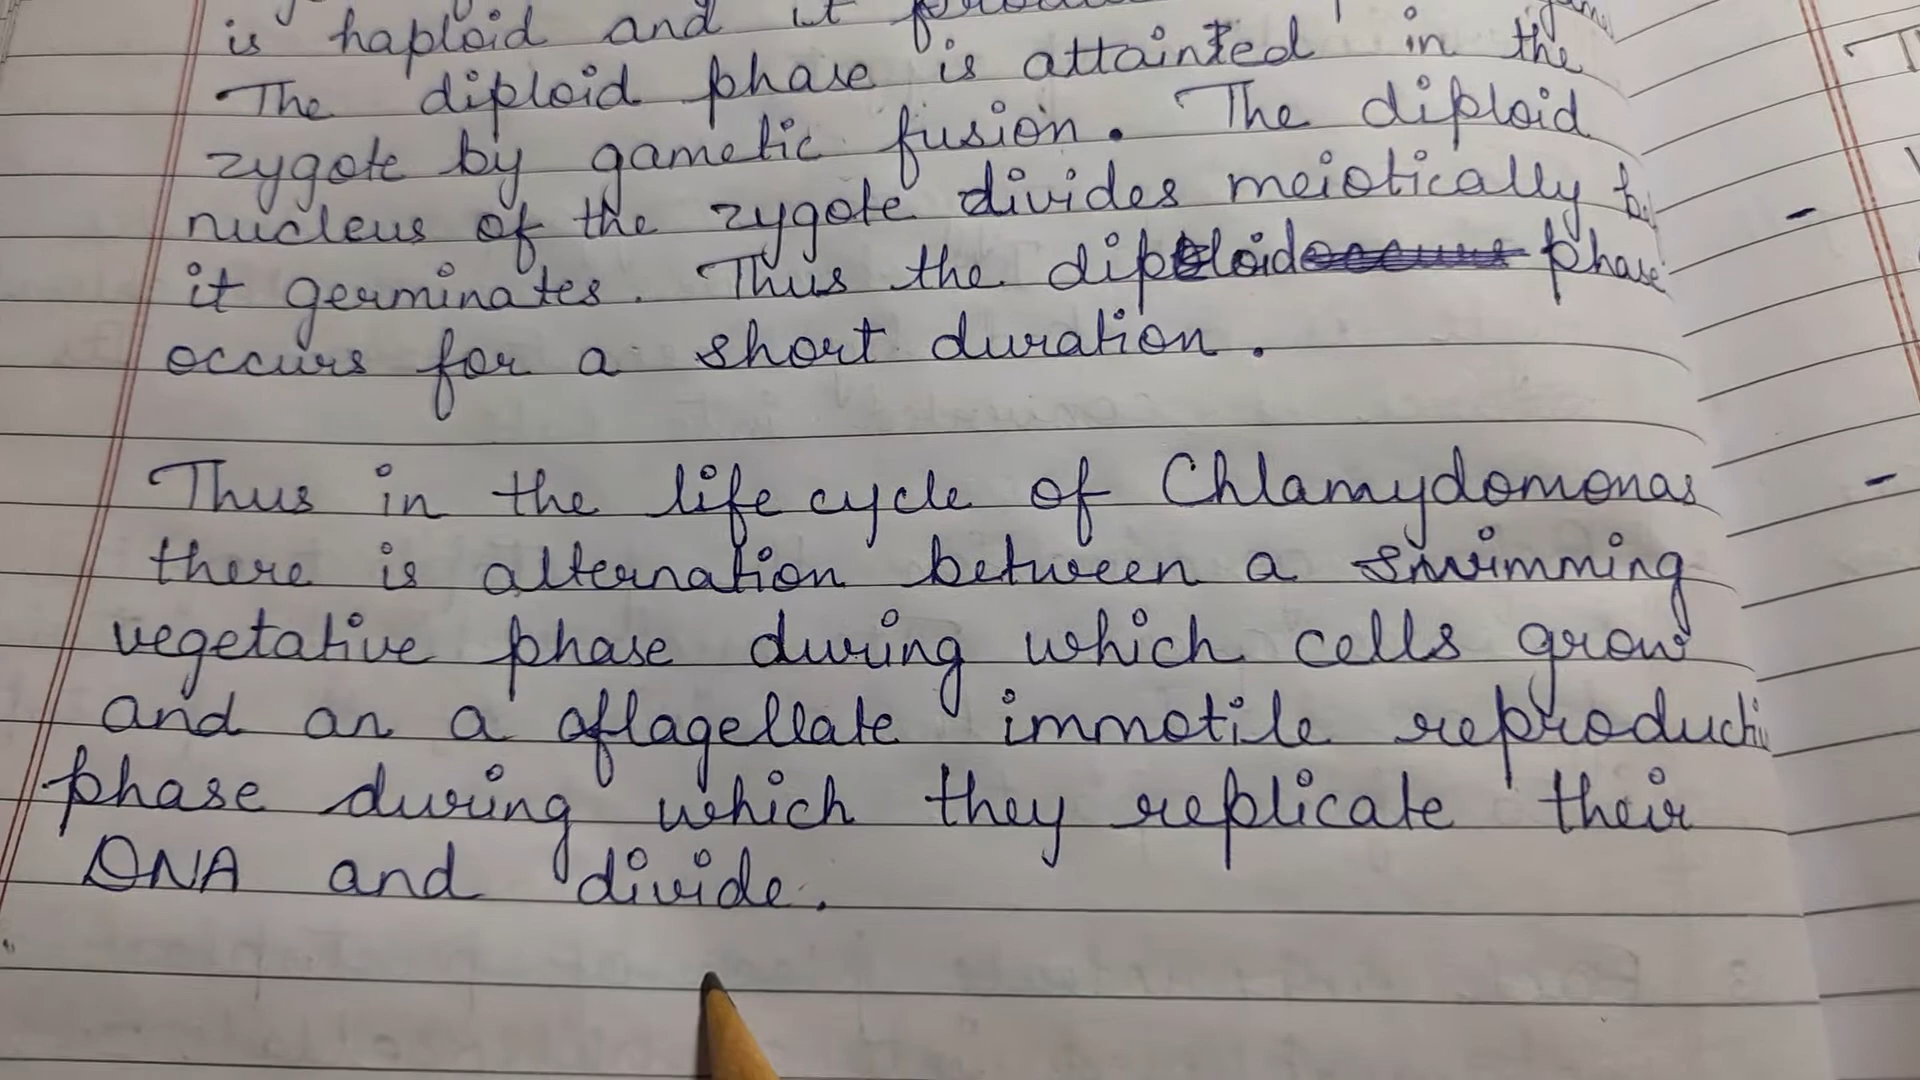 is haploid and it
The diploid phase is attainted in the
zygote by gametic fusion. The diploid
nucleus of the zygote divides meiotically
it germinates. Thus the diploid phase
occurs for a short duration.
Thus in the life cycle of Chlamydomonas
there is alternation between a swimming
vegetative phase during which cells grow
and an a aflagellate immotile reproducti
phase during which they replicate their
DNA and divide.